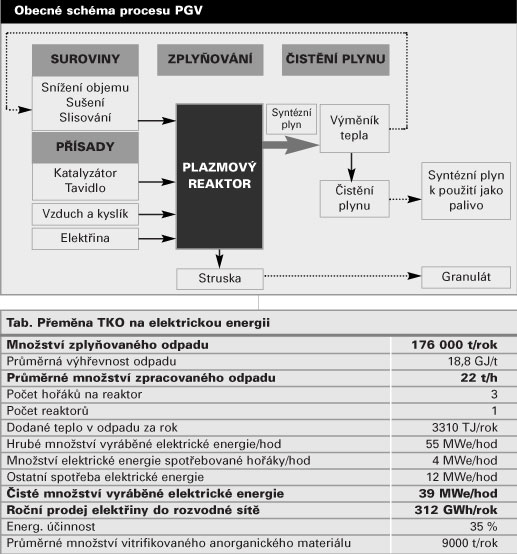 Obecné schéma procesu PGV
SUROVINY
ZPLYŇOVÁNÍ
ČISTĚNÍ PLYNU
Snížení objemu
Sušení
Slisování
PŘÍSADY
Katalyzátor
Tavidlo
Vzduch a kyslík
Elektřina
PLAZMOVÝ
REAKTOR
Syntézní
plyn
Výměník
tepla
Čistění
plynu
Syntézní plyn
k použití jako
palivo
Struska
Granulát
Tab. Přeměna TKO na elektrickou energii
Množství zplyňovaného odpadu 176 000 t/rok
Průměrná výhřevnost odpadu 18,8 GJ/t
Průměrné množství zpracovaného odpadu 22 t/h
Počet hořáků na reaktor 3
Počet reaktorů 1
Dodané teplo v odpadu za rok 3310 TJ/rok
Hrubé množství vyráběné elektrické energie/hod 55 MWe/hod
Množství elektrické energie spotřebované hořáky/hod 4 MWe/hod
Ostatní spotřeba elektrické energie 12 MWe/hod
Čisté množství vyráběné elektrické energie 39 MWe/hod
Roční prodej elektřiny do rozvodné sítě 312 GWh/rok
Energ. účinnost 35 %
Průměrné množství vitrifikovaného anorganického materiálu 9000 t/rok